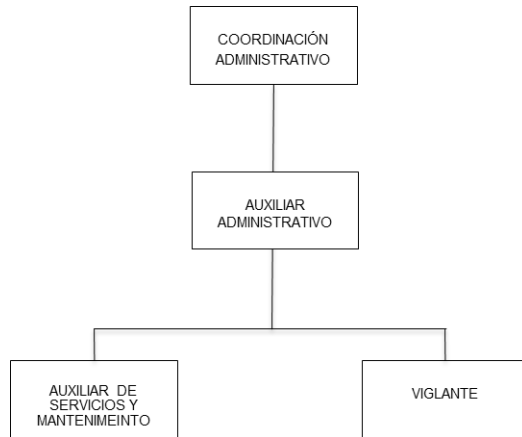 COORDINACIÓN
ADMINISTRATIVO
AUXILIAR
ADMINISTRATIVO
AUXILIAR DE
SERVICIOS Y
MANTENIMEINTO
VIGLANTE